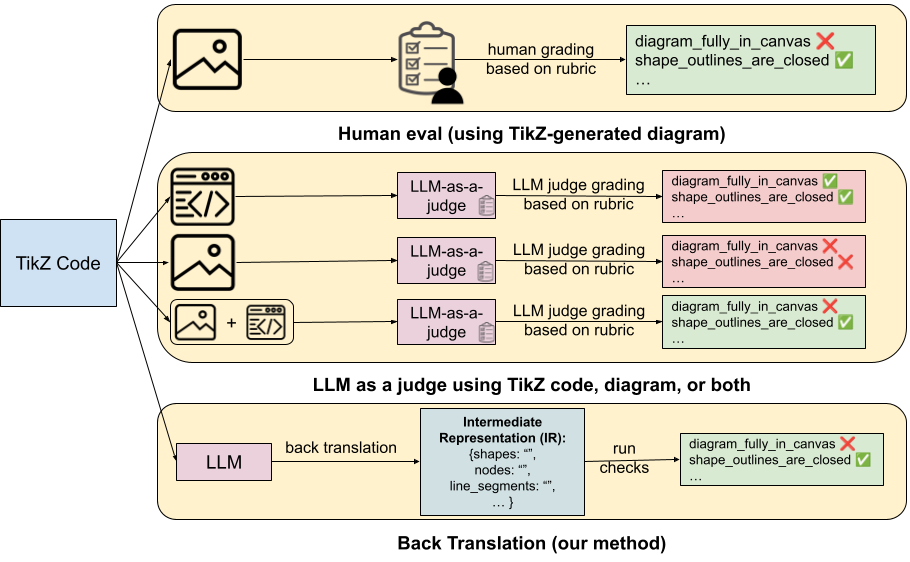 TikZ Code
human grading
based on rubric
diagram_fully_in_canvas ❌
shape_outlines_are_closed ✅
...
Human eval (using TikZ-generated diagram)
</>
LLM-as-a-
judge
LLM judge grading
based on rubric
diagram_fully_in_canvas ✅
shape_outlines_are_closed ✅
...
LLM-as-a-
judge
LLM judge grading
based on rubric
diagram_fully_in_canvas ❌
shape_outlines_are_closed ❌
...
+
</>
LLM-as-a-
judge
LLM judge grading
based on rubric
diagram_fully_in_canvas ❌
shape_outlines_are_closed ✅
...
LLM as a judge using TikZ code, diagram, or both
LLM
back translation
Intermediate
Representation (IR):
{shapes: “”,
nodes: “”,
line_segments: “”,
... }
run
checks
diagram_fully_in_canvas ❌
shape_outlines_are_closed ✅
...
Back Translation (our method)